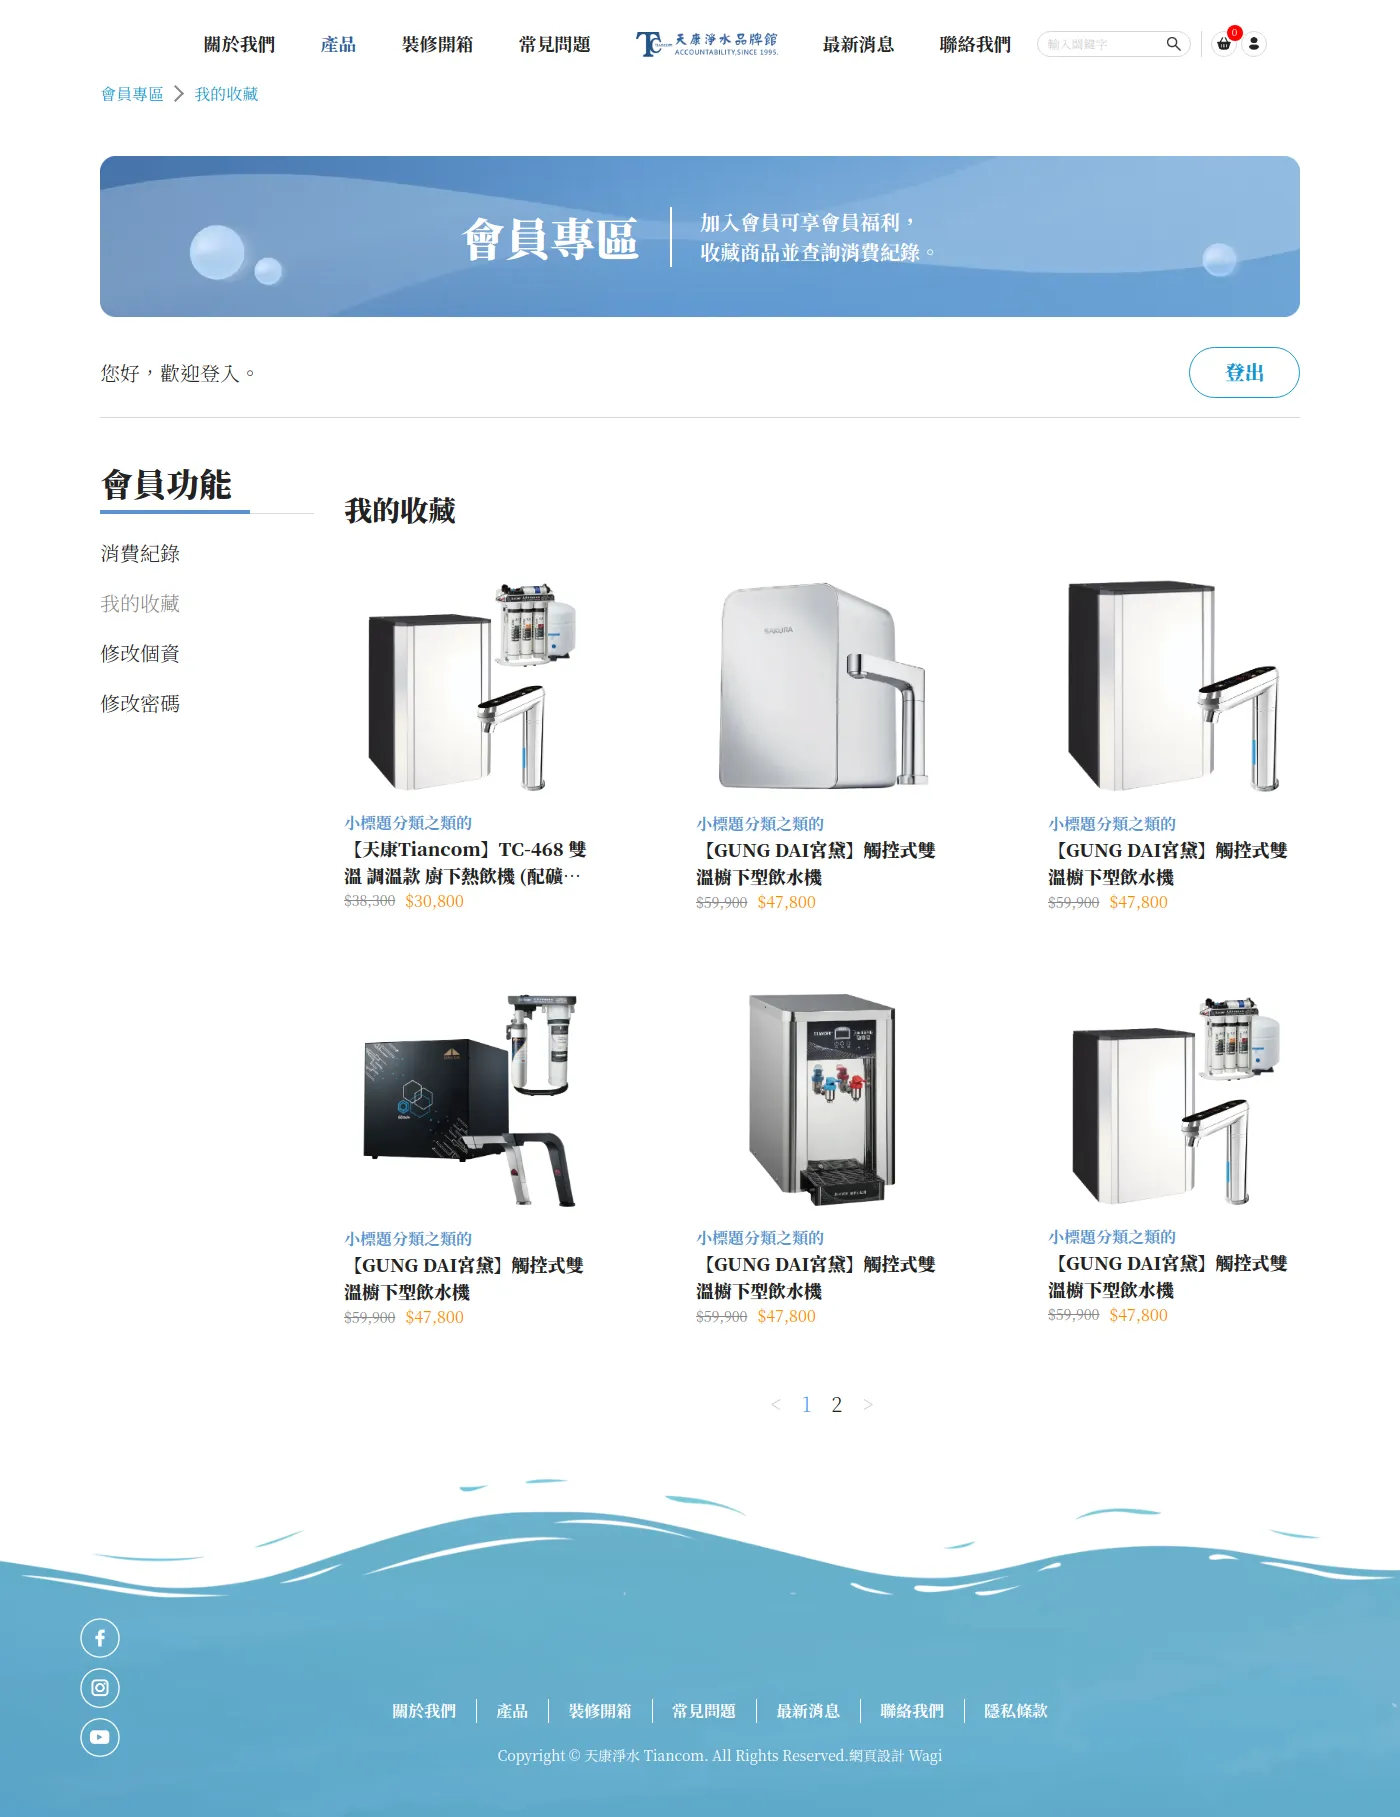 關於我們
產品
裝修開箱
常見問題
TC TIANCOM 天康淨水品牌館
ACCOUNTABILITY,SINCE 1995.
最新消息
聯絡我們
輸入關鍵字
0
會員專區
我的收藏
會員專區
加入會員可享會員福利，
收藏商品並查詢消費紀錄。
您好，歡迎登入。
登出
會員功能
消費紀錄
我的收藏
修改個資
修改密碼
我的收藏
SAKURA
小標題分類之類的
【天康Tiancom】TC-468 雙
溫 調溫款 廚下熱飲機 (配礦…
$38,300 $30,800
小標題分類之類的
【GUNG DAI宮黛】觸控式雙
溫櫥下型飲水機
$59,900 $47,800
小標題分類之類的
【GUNG DAI宮黛】觸控式雙
溫櫥下型飲水機
$59,900 $47,800
小標題分類之類的
【GUNG DAI宮黛】觸控式雙
溫櫥下型飲水機
$59,900 $47,800
小標題分類之類的
【GUNG DAI宮黛】觸控式雙
溫櫥下型飲水機
$59,900 $47,800
小標題分類之類的
【GUNG DAI宮黛】觸控式雙
溫櫥下型飲水機
$59,900 $47,800
< 1 2 >
關於我們
產品
裝修開箱
常見問題
最新消息
聯絡我們
隱私條款
Copyright © 天康淨水 Tiancom. All Rights Reserved.網頁設計 Wagi